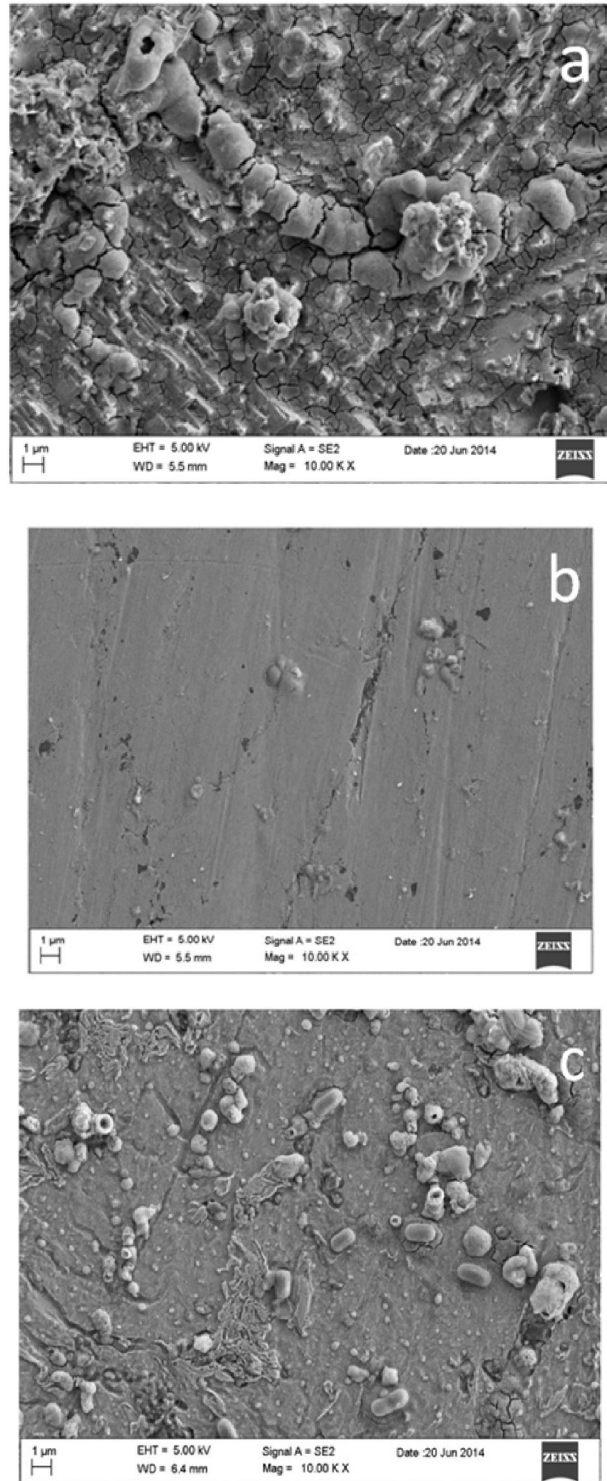 a
1 µm
EHT = 5.00 kV
Signal A = SE2
Date :20 Jun 2014
ZEISS
WD = 5.5 mm
Mag = 10.00 K X
b
1 µm
EHT = 5.00 kV
Signal A = SE2
Date :20 Jun 2014
ZEISS
WD = 5.5 mm
Mag = 10.00 K X
c
1 µm
EHT = 5.00 kV
Signal A = SE2
Date :20 Jun 2014
ZEISS
WD = 6.4 mm
Mag = 10.00 K X